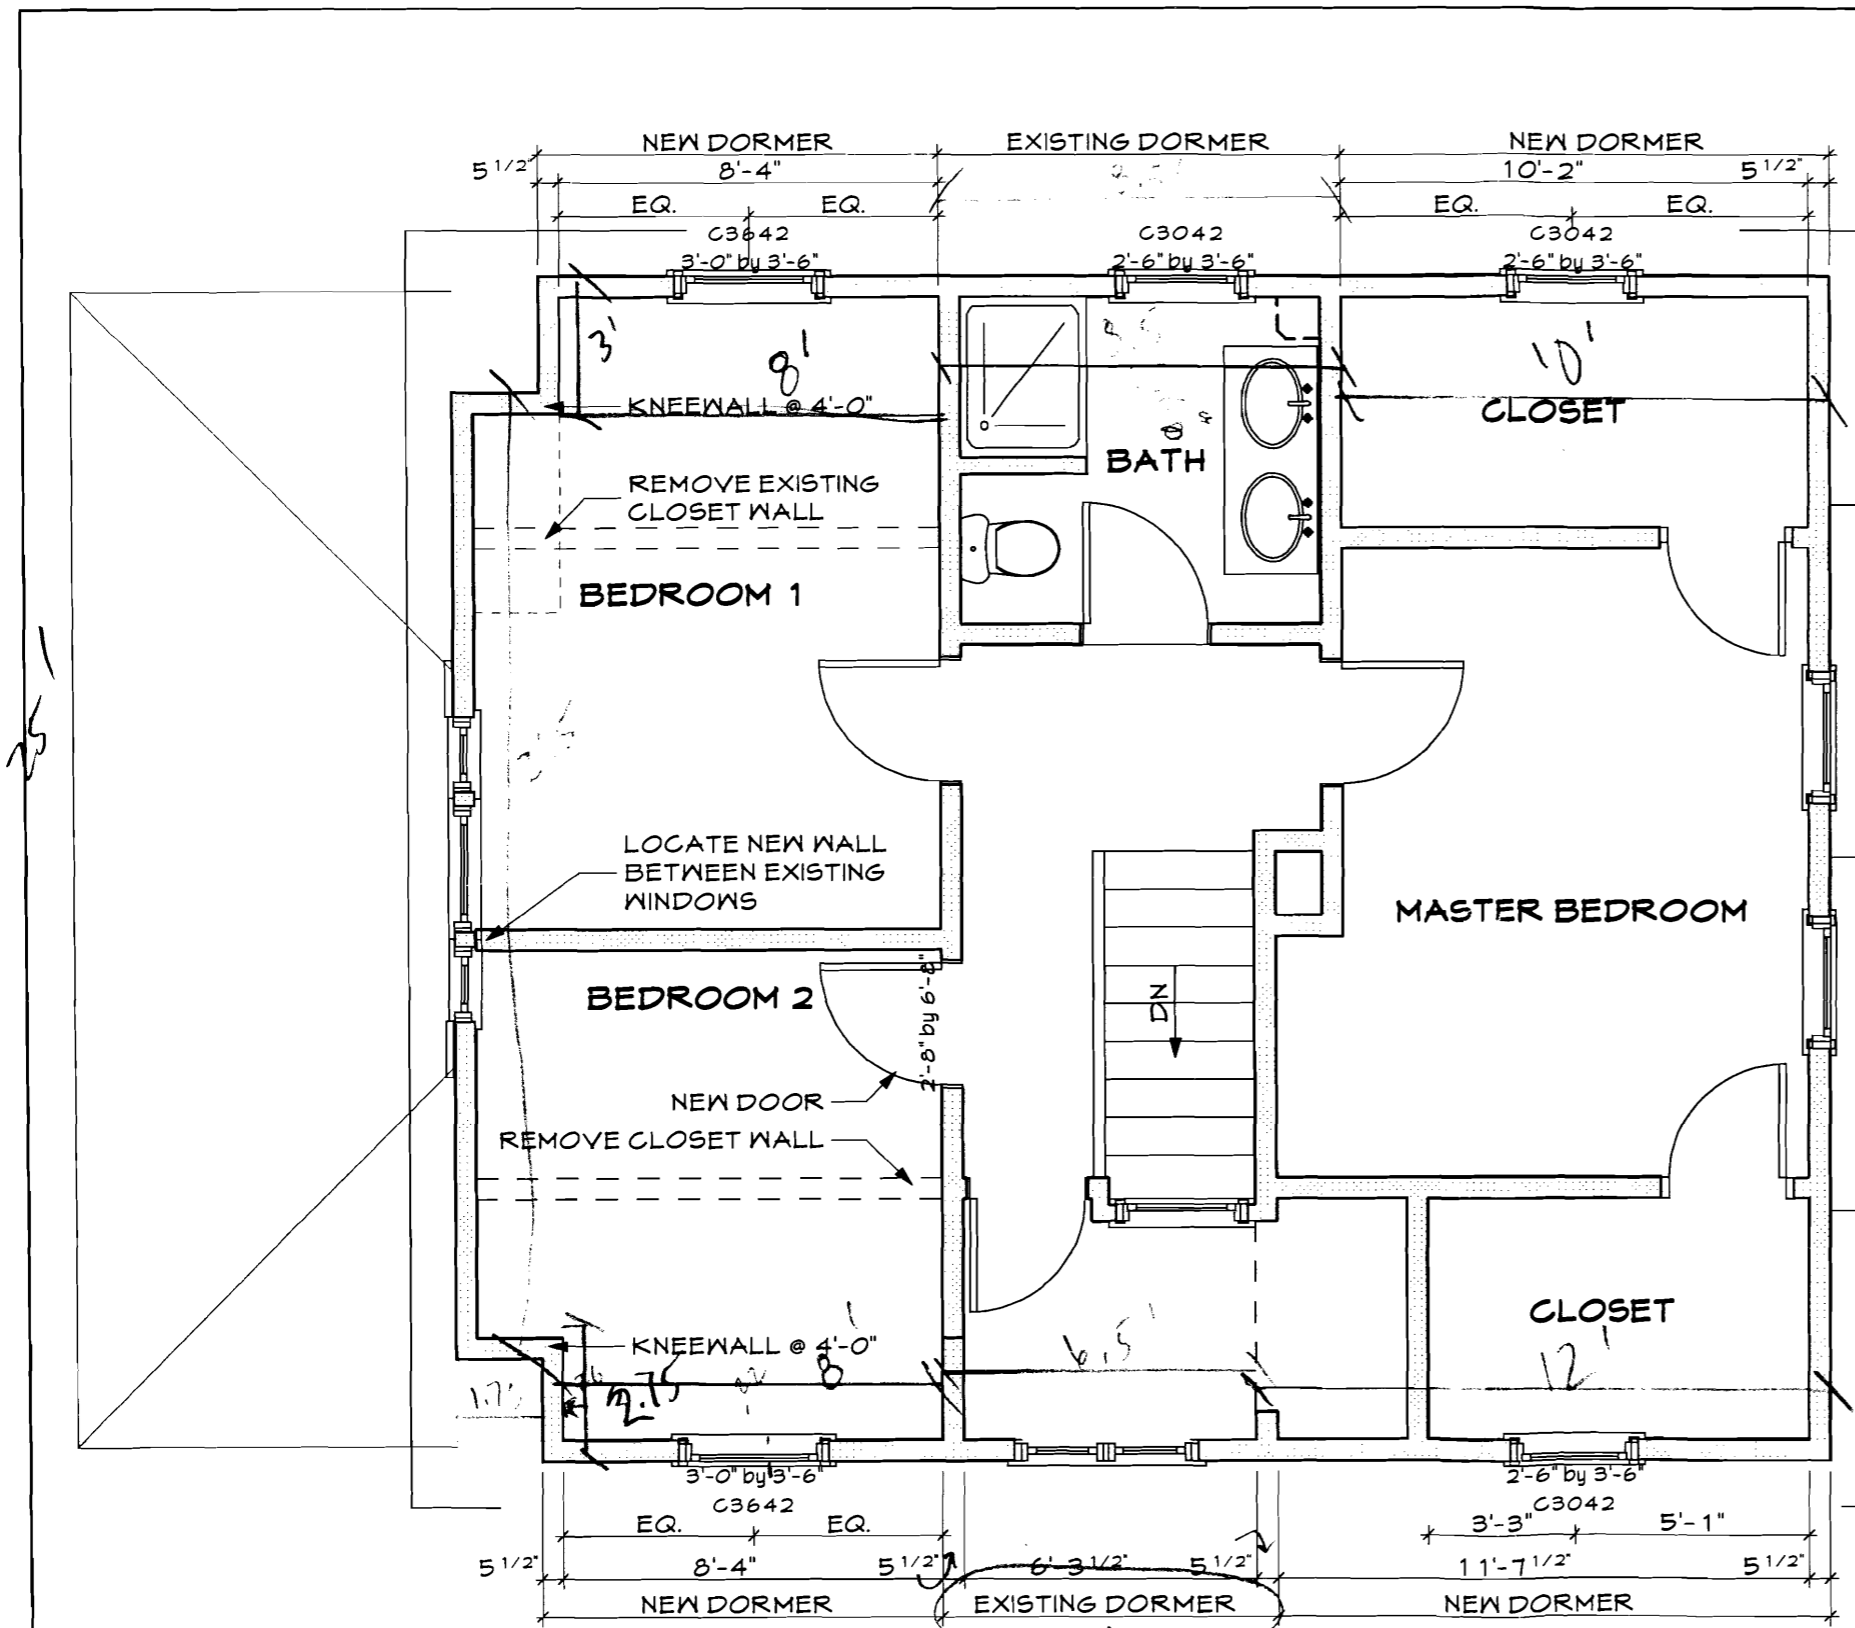 NEW DORMER EXISTING DORMER NEW DORMER
5 1/2" 8'-4" 10'-2" 5 1/2"
EQ. EQ. EQ. EQ.
C3642 C3042 C3042
3'-0" by 3'-6" 2'-6" by 3'-6" 2'-6" by 3'-6"
3'
8'
10'
KNEEWALL @ 4'-0"
CLOSET
BATH
REMOVE EXISTING
CLOSET WALL
BEDROOM 1
25'
LOCATE NEW WALL
BETWEEN EXISTING
WINDOWS
MASTER BEDROOM
BEDROOM 2
2'-8" by 6'-8"
DN
NEW DOOR
REMOVE CLOSET WALL
CLOSET
KNEEWALL @ 4'-0"
8'
6.5'
12'
1.75
2.75
3'-0" by 3'-6" 2'-6" by 3'-6"
C3642 C3042
EQ. EQ. 3'-3" 5'-1"
5 1/2" 8'-4" 5 1/2" 6'-3 1/2" 5 1/2" 11'-7 1/2" 5 1/2"
NEW DORMER EXISTING DORMER NEW DORMER